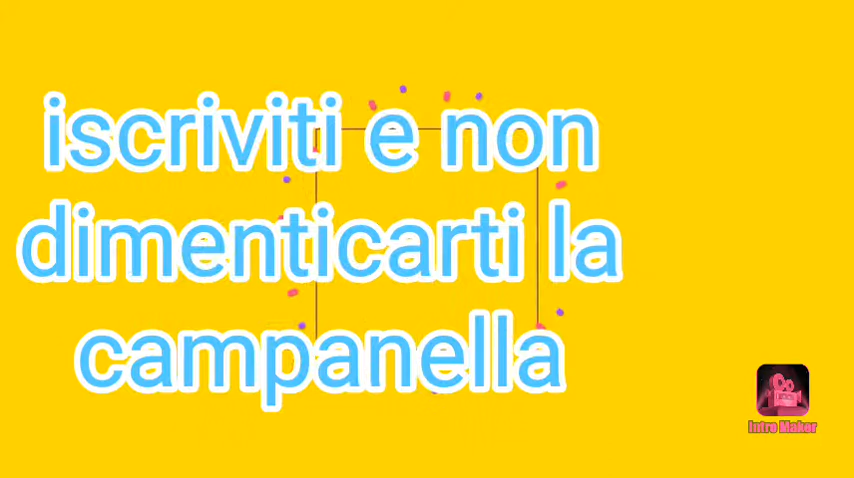 iscriviti e non
dimenticarti la
campanella
Intro Maker